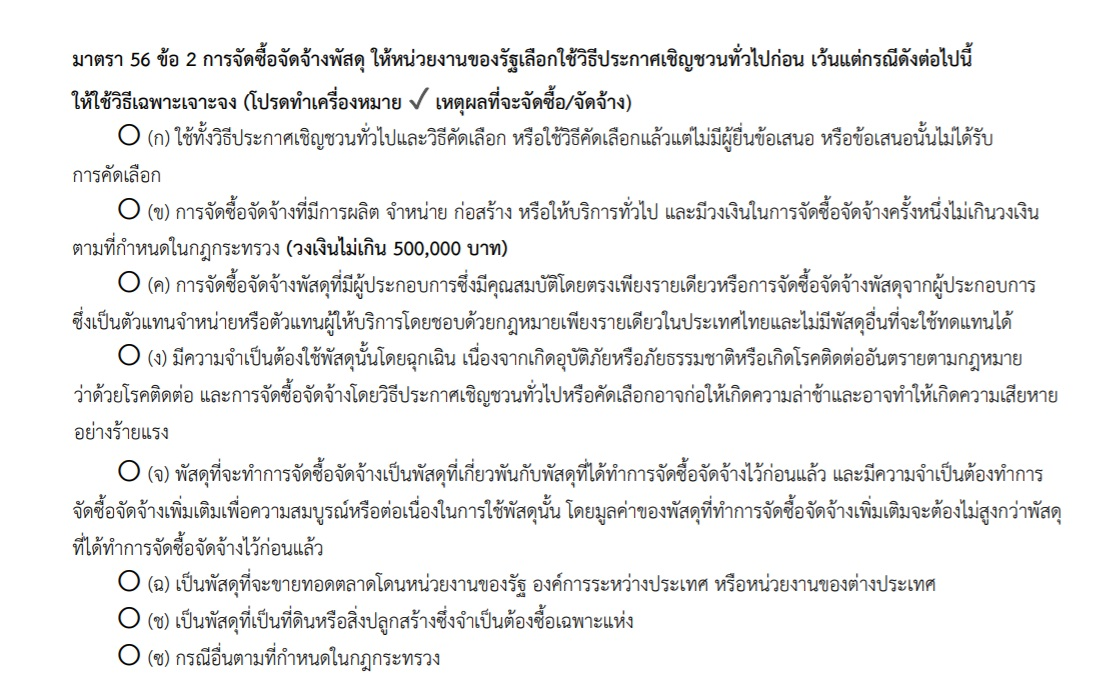 มาตรา 56 ข้อ 2 การจัดซื้อจัดจ้างพัสดุ ให้หน่วยงานของรัฐเลือกใช้วิธีประกาศเชิญชวนทั่วไปก่อน เว้นแต่กรณีดังต่อไปนี้
ให้ใช้วิธีเฉพาะเจาะจง (โปรดทำเครื่องหมาย ✓ เหตุผลที่จะจัดซื้อ/จัดจ้าง)
○ (ก) ใช้ทั้งวิธีประกาศเชิญชวนทั่วไปและวิธีคัดเลือก หรือใช้วิธีคัดเลือกแล้วแต่ไม่มีผู้ยื่นข้อเสนอ หรือข้อเสนอนั้นไม่ได้รับ
การคัดเลือก
○ (ข) การจัดซื้อจัดจ้างที่มีการผลิต จำหน่าย ก่อสร้าง หรือให้บริการทั่วไป และมีวงเงินในการจัดซื้อจัดจ้างครั้งหนึ่งไม่เกินวงเงิน
ตามที่กำหนดในกฎกระทรวง (วงเงินไม่เกิน 500,000 บาท)
○ (ค) การจัดซื้อจัดจ้างพัสดุที่มีผู้ประกอบการซึ่งมีคุณสมบัติโดยตรงเพียงรายเดียวหรือการจัดซื้อจัดจ้างพัสดุจากผู้ประกอบการ
ซึ่งเป็นตัวแทนจำหน่ายหรือตัวแทนผู้ให้บริการโดยชอบด้วยกฎหมายเพียงรายเดียวในประเทศไทยและไม่มีพัสดุอื่นที่จะใช้ทดแทนได้
○ (ง) มีความจำเป็นต้องใช้พัสดุนั้นโดยฉุกเฉิน เนื่องจากเกิดอุบัติภัยหรือภัยธรรมชาติหรือเกิดโรคติดต่ออันตรายตามกฎหมาย
ว่าด้วยโรคติดต่อ และการจัดซื้อจัดจ้างโดยวิธีประกาศเชิญชวนทั่วไปหรือคัดเลือกอาจก่อให้เกิดความล่าช้าและอาจทำให้เกิดความเสียหาย
อย่างร้ายแรง
○ (จ) พัสดุที่จะทำการจัดซื้อจัดจ้างเป็นพัสดุที่เกี่ยวพันกับพัสดุที่ได้ทำการจัดซื้อจัดจ้างไว้ก่อนแล้ว และมีความจำเป็นต้องทำการ
จัดซื้อจัดจ้างเพิ่มเติมเพื่อความสมบูรณ์หรือต่อเนื่องในการใช้พัสดุนั้น โดยมูลค่าของพัสดุที่ทำการจัดซื้อจัดจ้างเพิ่มเติมจะต้องไม่สูงกว่าพัสดุ
ที่ได้ทำการจัดซื้อจัดจ้างไว้ก่อนแล้ว
○ (ฉ) เป็นพัสดุที่จะขายทอดตลาดโดนหน่วยงานของรัฐ องค์การระหว่างประเทศ หรือหน่วยงานของต่างประเทศ
○ (ช) เป็นพัสดุที่เป็นที่ดินหรือสิ่งปลูกสร้างซึ่งจำเป็นต้องซื้อเฉพาะแห่ง
○ (ซ) กรณีอื่นตามที่กำหนดในกฎกระทรวง